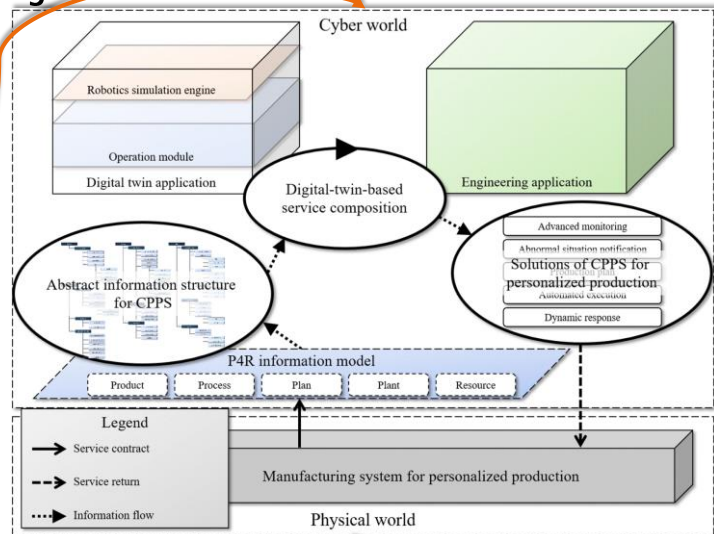 Cyber world
Robotics simulation engine
Operation module
Digital twin application
Engineering application
Digital-twin-based
service composition
Advanced monitoring
Abnormal situation notification
Solutions of CPPS for
Production plan
personalized production
Automated execution
Dynamic response
Abstract information structure
for CPPS
P4R information model
Product
Process
Plan
Plant
Resource
Legend
Service contract
Service return
Information flow
Manufacturing system for personalized production
Physical world